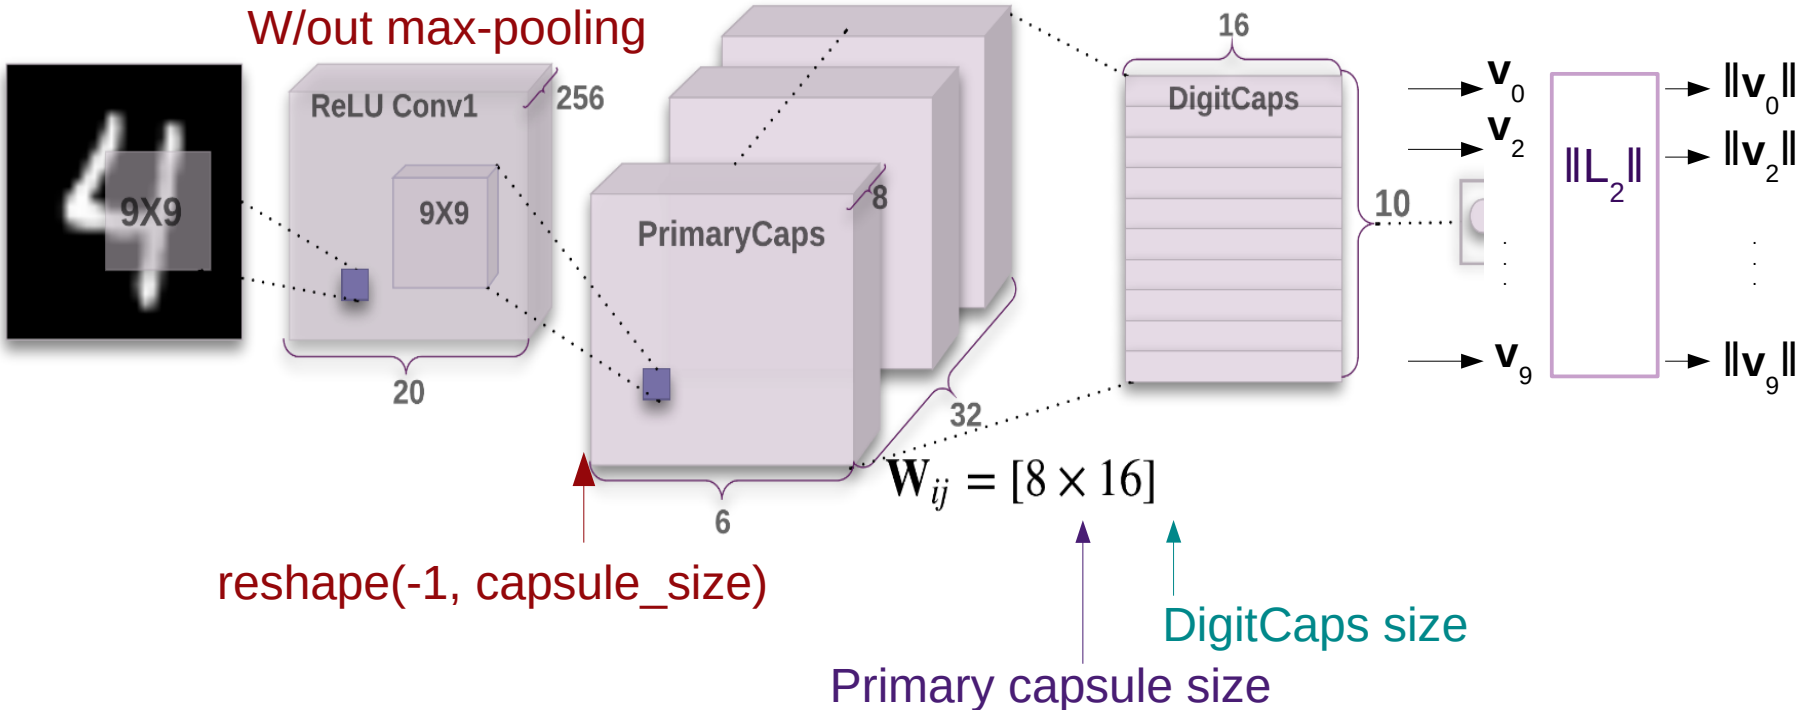 W/out max-pooling
ReLU Conv1
256
9X9
9X9
20
PrimaryCaps
8
32
6
16
DigitCaps
10
v0
v2
.
.
.
v9
‖L2‖
‖v0‖
‖v2‖
.
.
.
‖v9‖
Wij = [8 × 16]
reshape(-1, capsule_size)
DigitCaps size
Primary capsule size